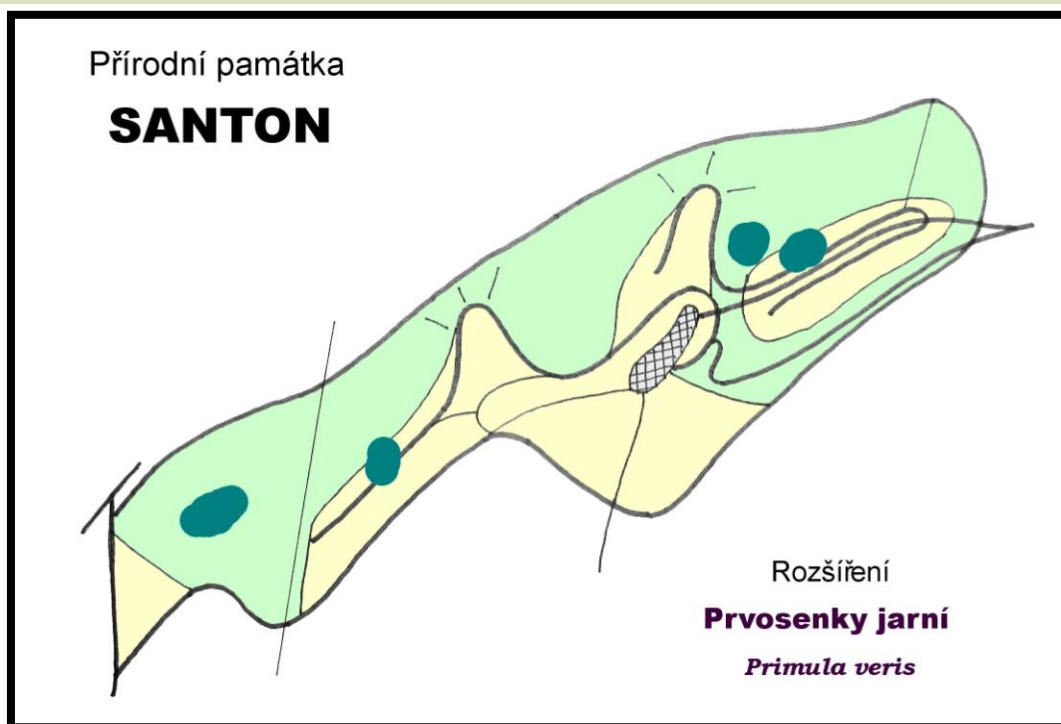 Přírodní památka
SANTON
Rozšíření
Prvosenky jarní
Primula veris